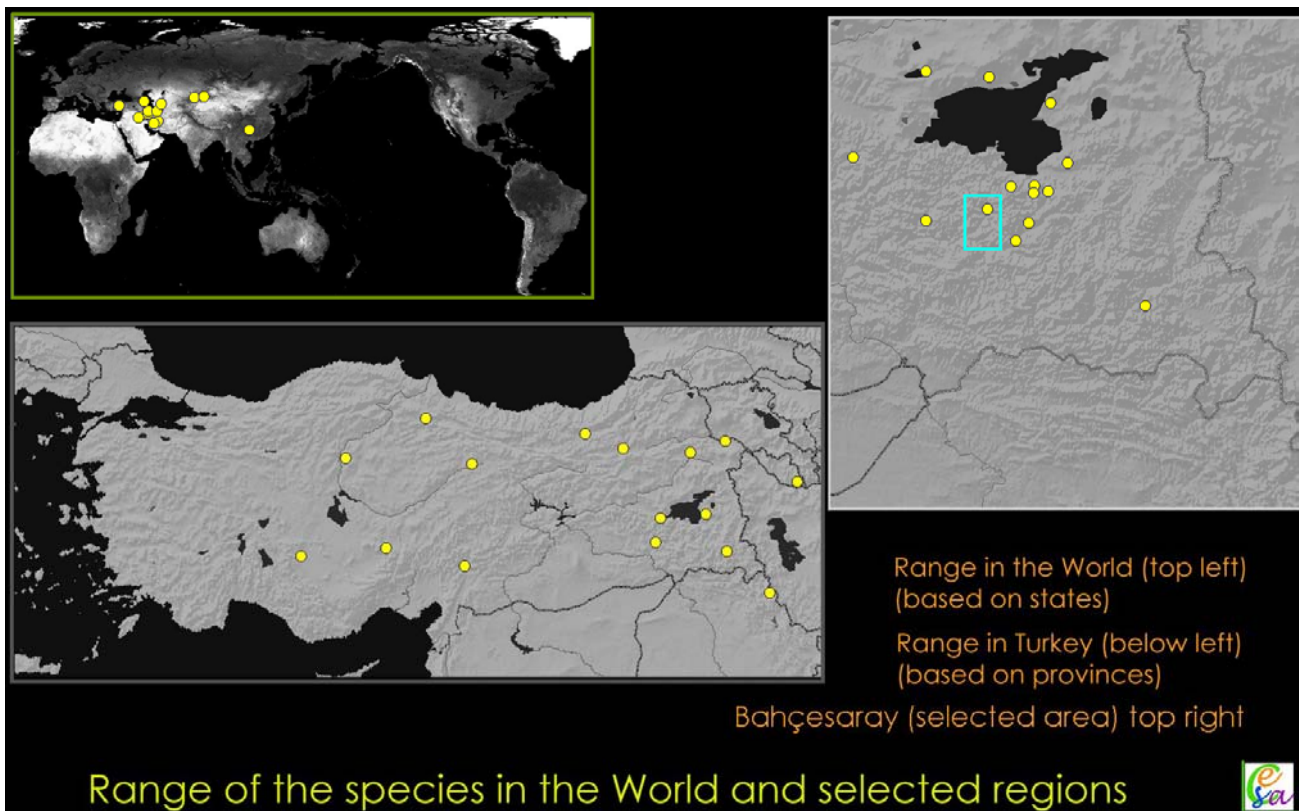 Range in the World (top left)
(based on states)
Range in Turkey (below left)
(based on provinces)
Bahçesaray (selected area) top right
Range of the species in the World and selected regions
esa